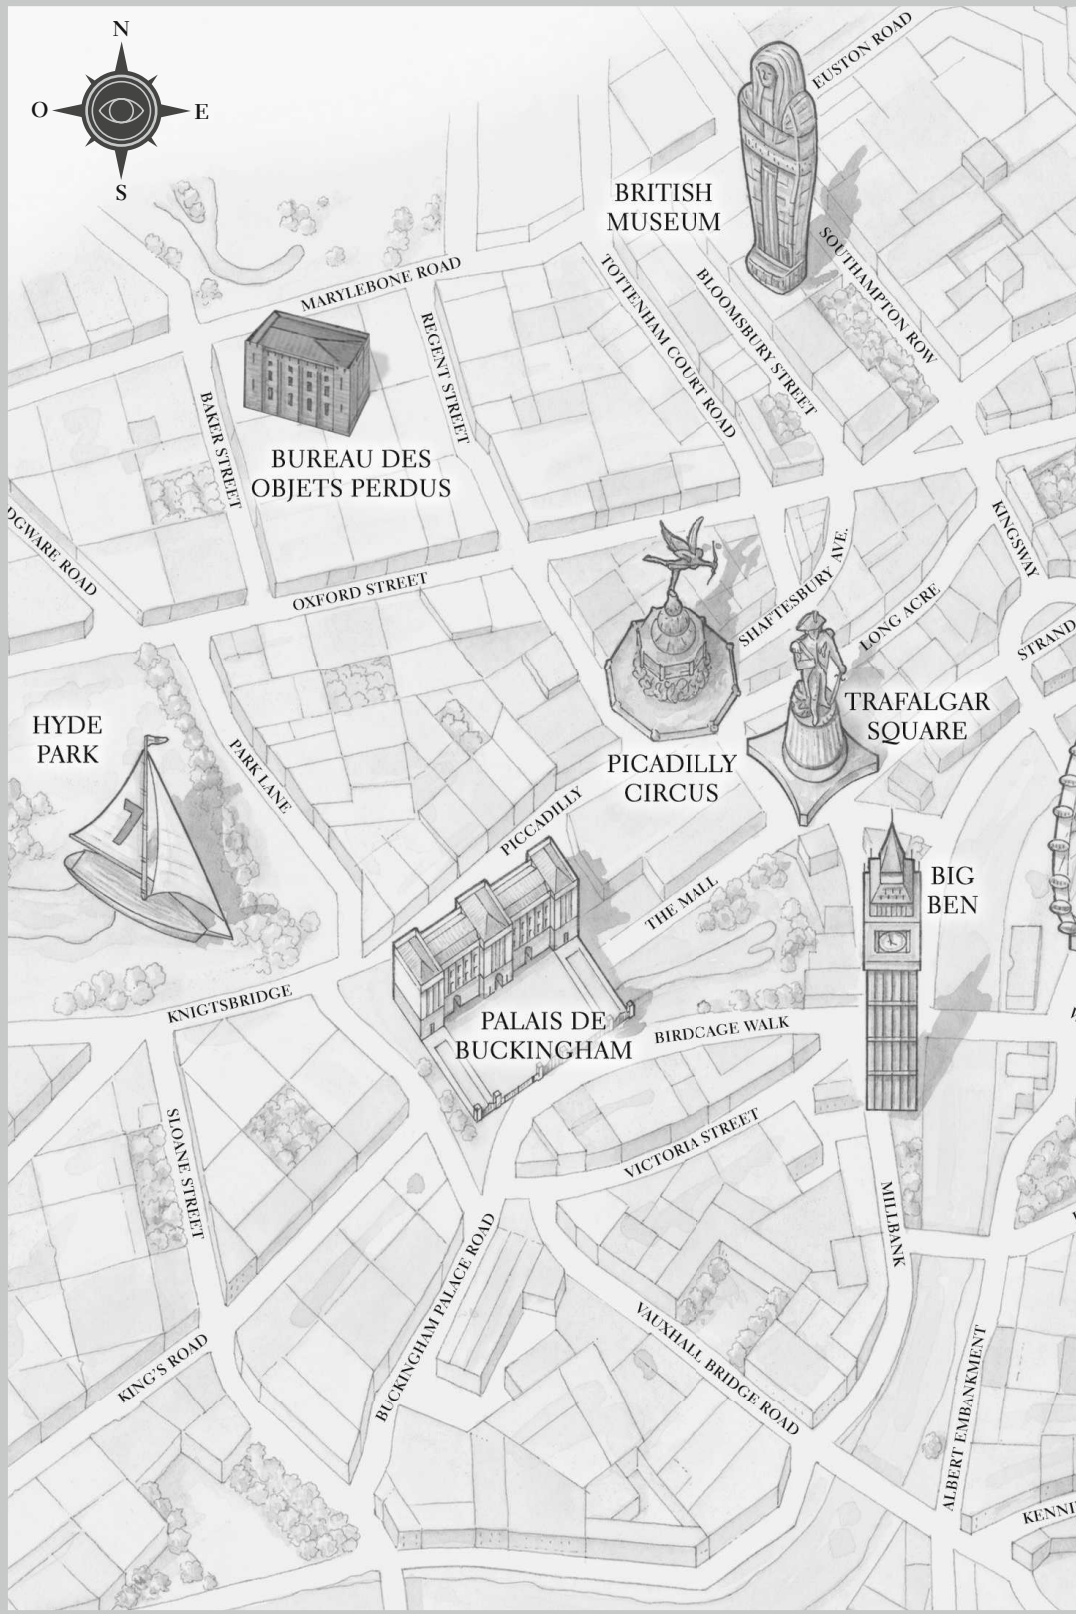 N
O
E
S
EUSTON ROAD
BRITISH
MUSEUM
SOUTHAMPTON ROW
MARYLEBONE ROAD
TOTTENHAM COURT ROAD
BLOOMSBURY STREET
REGENT STREET
BAKER STREET
BUREAU DES
OBJETS PERDUS
DGWARE ROAD
OXFORD STREET
KINGSWAY
SHAFTESBURY AVE.
LONG ACRE
STRAND
HYDE
PARK
7
PARK LANE
TRAFALGAR
SQUARE
PICADILLY
CIRCUS
PICCADILLY
THE MALL
BIG
BEN
KNIGTSBRIDGE
PALAIS DE
BUCKINGHAM
BIRDCAGE WALK
SLOANE STREET
VICTORIA STREET
MILLBANK
BUCKINGHAM PALACE ROAD
VAUXHALL BRIDGE ROAD
KING'S ROAD
ALBERT EMBANKMENT
KENNI